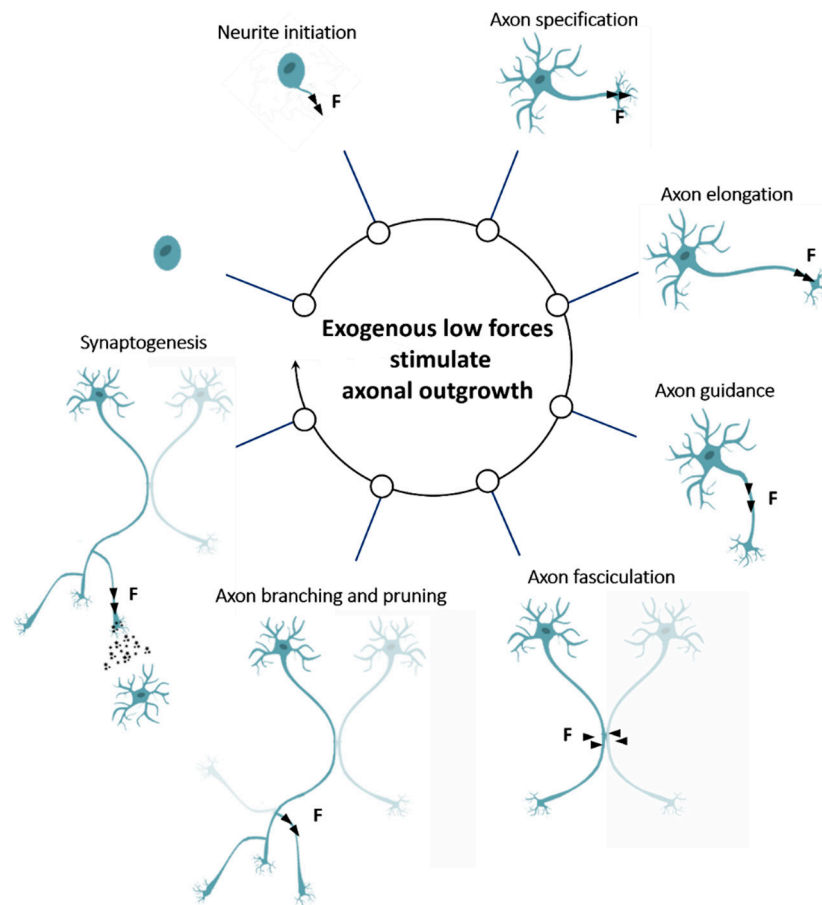 Neurite initiation
F
Axon specification
F
Axon elongation
F
Exogenous low forces
stimulate
axonal outgrowth
Synaptogenesis
F
Axon guidance
F
Axon branching and pruning
F
Axon fasciculation
F